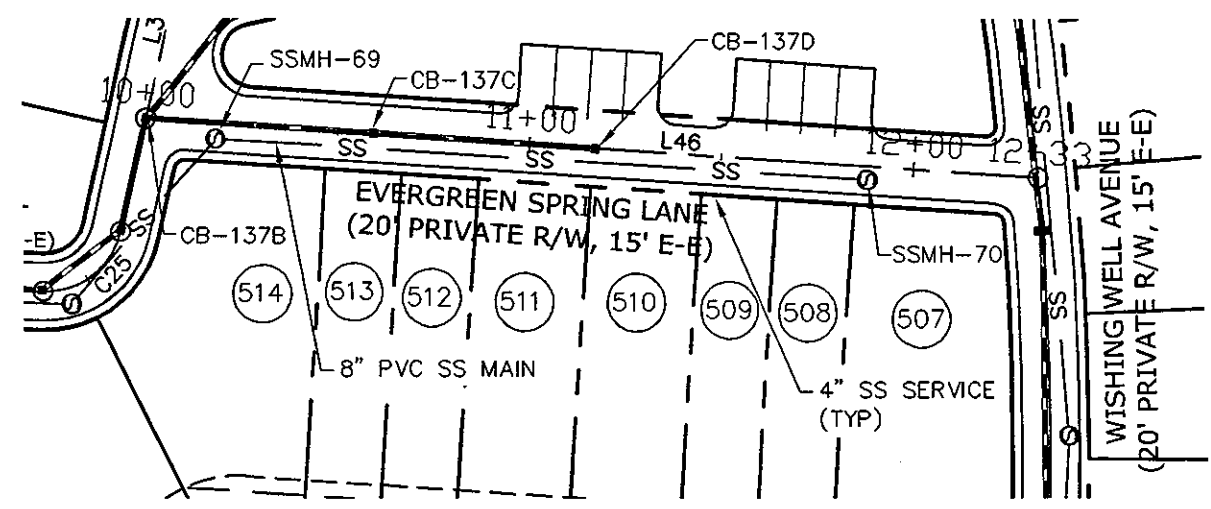 L3
SSMH-69
CB-137C
CB-137D
10+00
11+00
12+00
12+33
L46
SS
SS
SS
SS
SS
SS
EVERGREEN SPRING LANE
(20' PRIVATE R/W, 15' E-E)
-E)
CB-137B
C25
SSMH-70
514
513
512
511
510
509
508
507
8" PVC SS MAIN
4" SS SERVICE
(TYP)
WISHING WELL AVENUE
(20' PRIVATE R/W, 15' E-E)